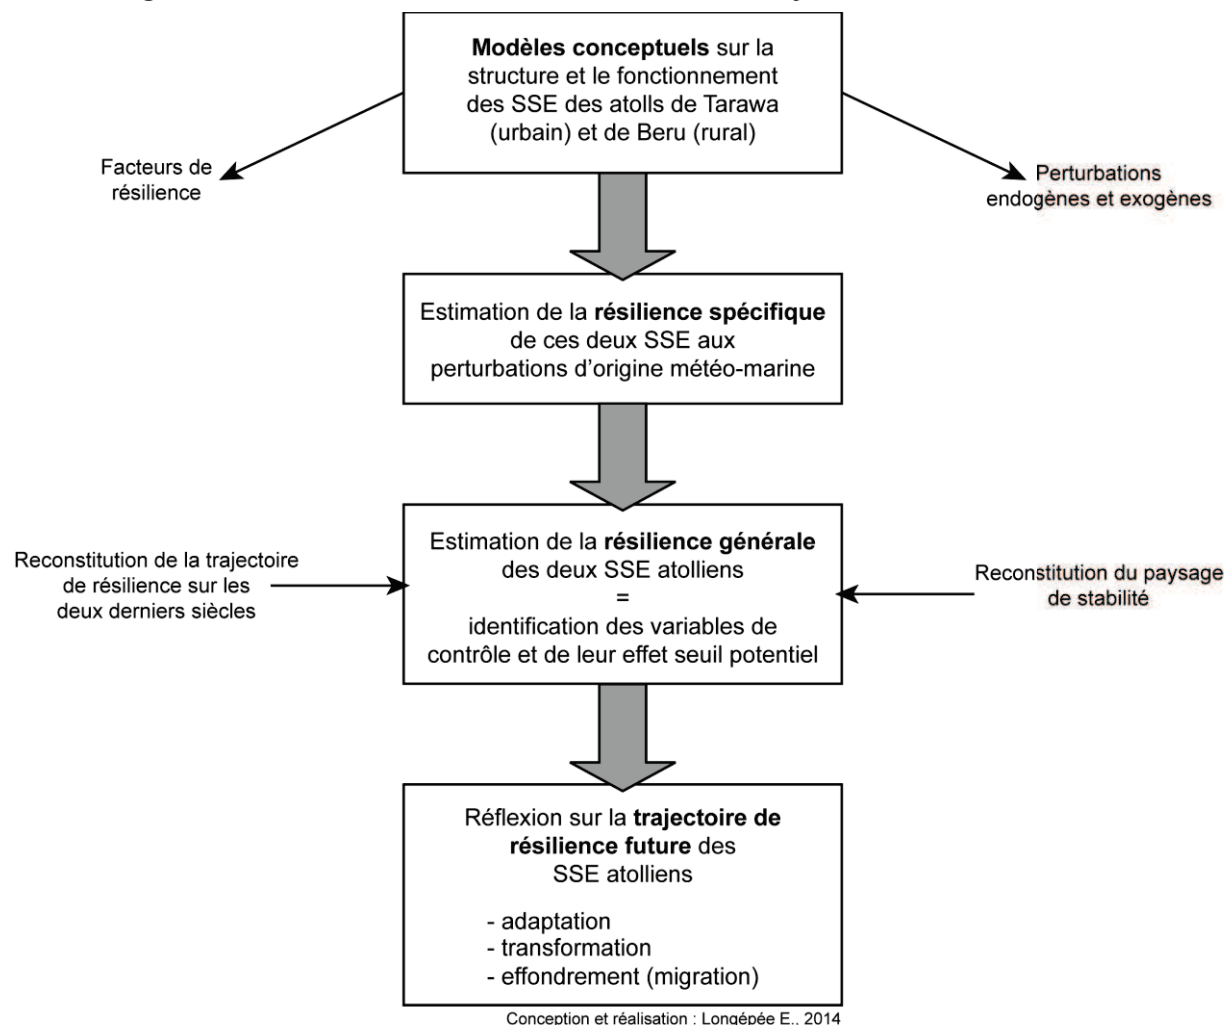 Modèles conceptuels sur la
structure et le fonctionnement
des SSE des atolls de Tarawa
(urbain) et de Beru (rural)
Facteurs de
résilience
Perturbations
endogènes et exogènes
Estimation de la résilience spécifique
de ces deux SSE aux
perturbations d'origine météo-marine
Reconstitution de la trajectoire
de résilience sur les
deux derniers siècles
Estimation de la résilience générale
des deux SSE atolliens
=
identification des variables de
contrôle et de leur effet seuil potentiel
Reconstitution du paysage
de stabilité
Réflexion sur la trajectoire de
résilience future des
SSE atolliens
- adaptation
- transformation
- effondrement (migration)
Conception et réalisation : Longépée E., 2014